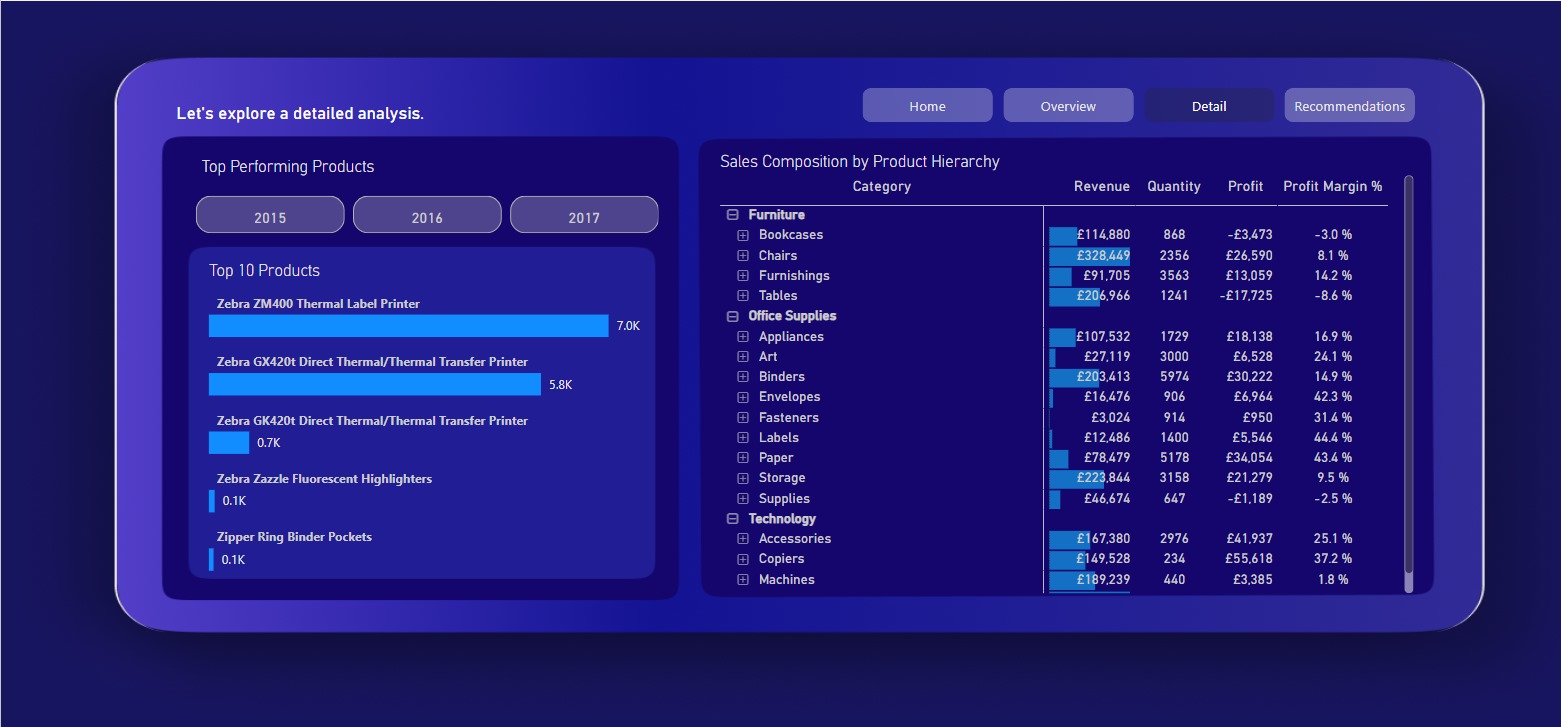 Let's explore a detailed analysis.
Home
Overview
Detail
Recommendations
Top Performing Products
2015
2016
2017
Top 10 Products
Zebra ZM400 Thermal Label Printer
7.0K
Zebra GX420t Direct Thermal/Thermal Transfer Printer
5.8K
Zebra GK420t Direct Thermal/Thermal Transfer Printer
0.7K
Zebra Zazzle Fluorescent Highlighters
0.1K
Zipper Ring Binder Pockets
0.1K
Sales Composition by Product Hierarchy
Category Revenue Quantity Profit Profit Margin %
Furniture
Bookcases £114,880 868 -£3,473 -3.0 %
Chairs £328,449 2356 £26,590 8.1 %
Furnishings £91,705 3563 £13,059 14.2 %
Tables £206,966 1241 -£17,725 -8.6 %
Office Supplies
Appliances £107,532 1729 £18,138 16.9 %
Art £27,119 3000 £6,528 24.1 %
Binders £203,413 5974 £30,222 14.9 %
Envelopes £16,476 906 £6,964 42.3 %
Fasteners £3,024 914 £950 31.4 %
Labels £12,486 1400 £5,546 44.4 %
Paper £78,479 5178 £34,054 43.4 %
Storage £223,844 3158 £21,279 9.5 %
Supplies £46,674 647 -£1,189 -2.5 %
Technology
Accessories £167,380 2976 £41,937 25.1 %
Copiers £149,528 234 £55,618 37.2 %
Machines £189,239 440 £3,385 1.8 %